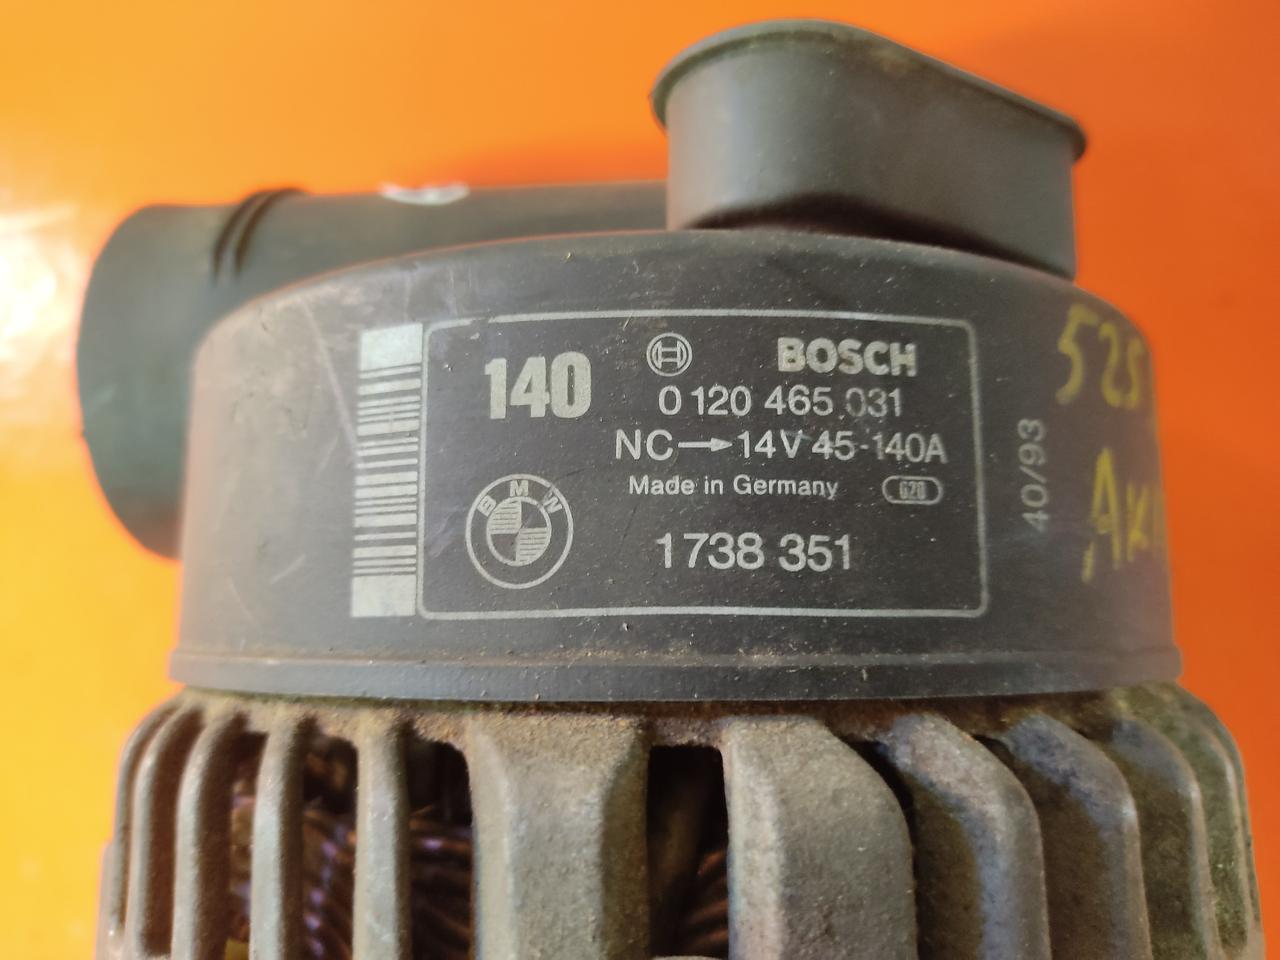 140
BOSCH
0 120 465 031
NC → 14V 45-140A
Made in Germany
G20
BMW
1738 351
40/93
525